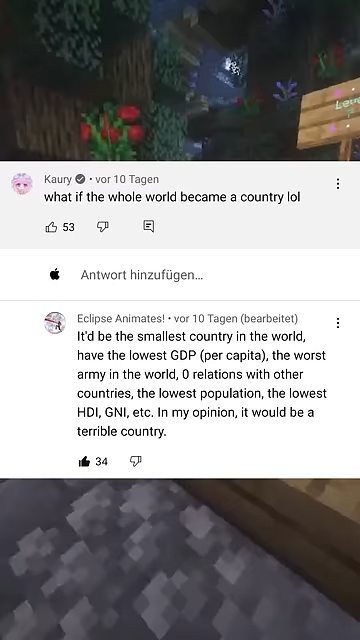 Kaury • vor 10 Tagen
what if the whole world became a country lol
53
Antwort hinzufügen...
Eclipse Animates! • vor 10 Tagen (bearbeitet)
It'd be the smallest country in the world,
have the lowest GDP (per capita), the worst
army in the world, 0 relations with other
countries, the lowest population, the lowest
HDI, GNI, etc. In my opinion, it would be a
terrible country.
34